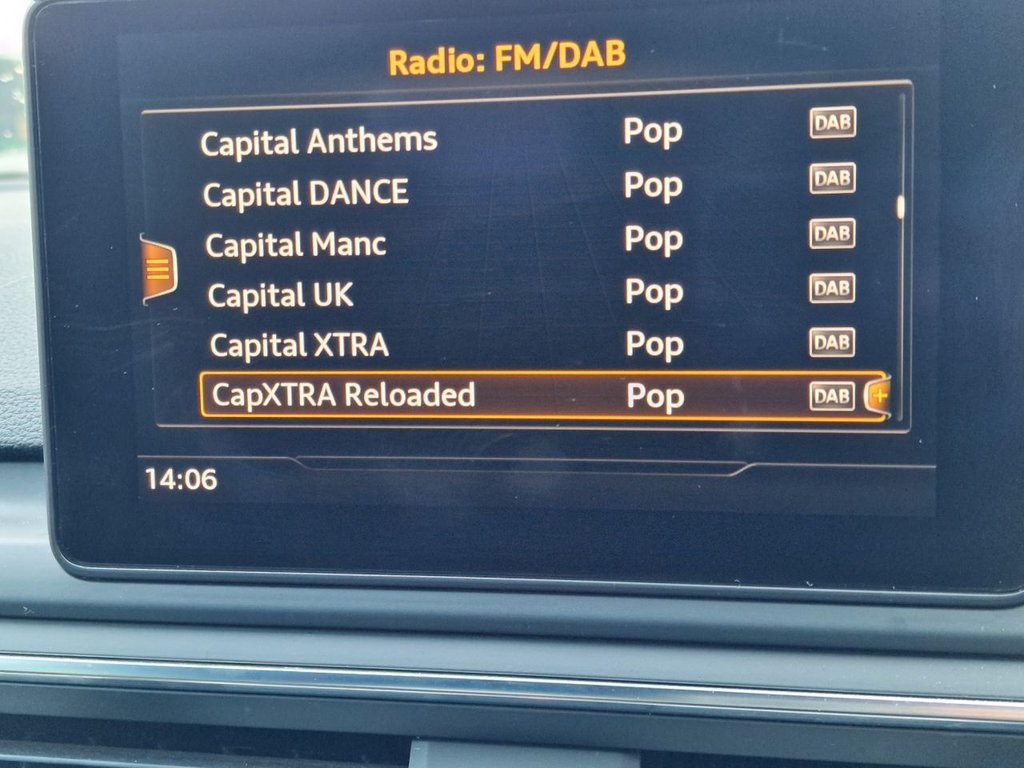 Radio: FM/DAB
Capital Anthems Pop DAB
Capital DANCE Pop DAB
Capital Manc Pop DAB
Capital UK Pop DAB
Capital XTRA Pop DAB
CapXTRA Reloaded Pop DAB
14:06